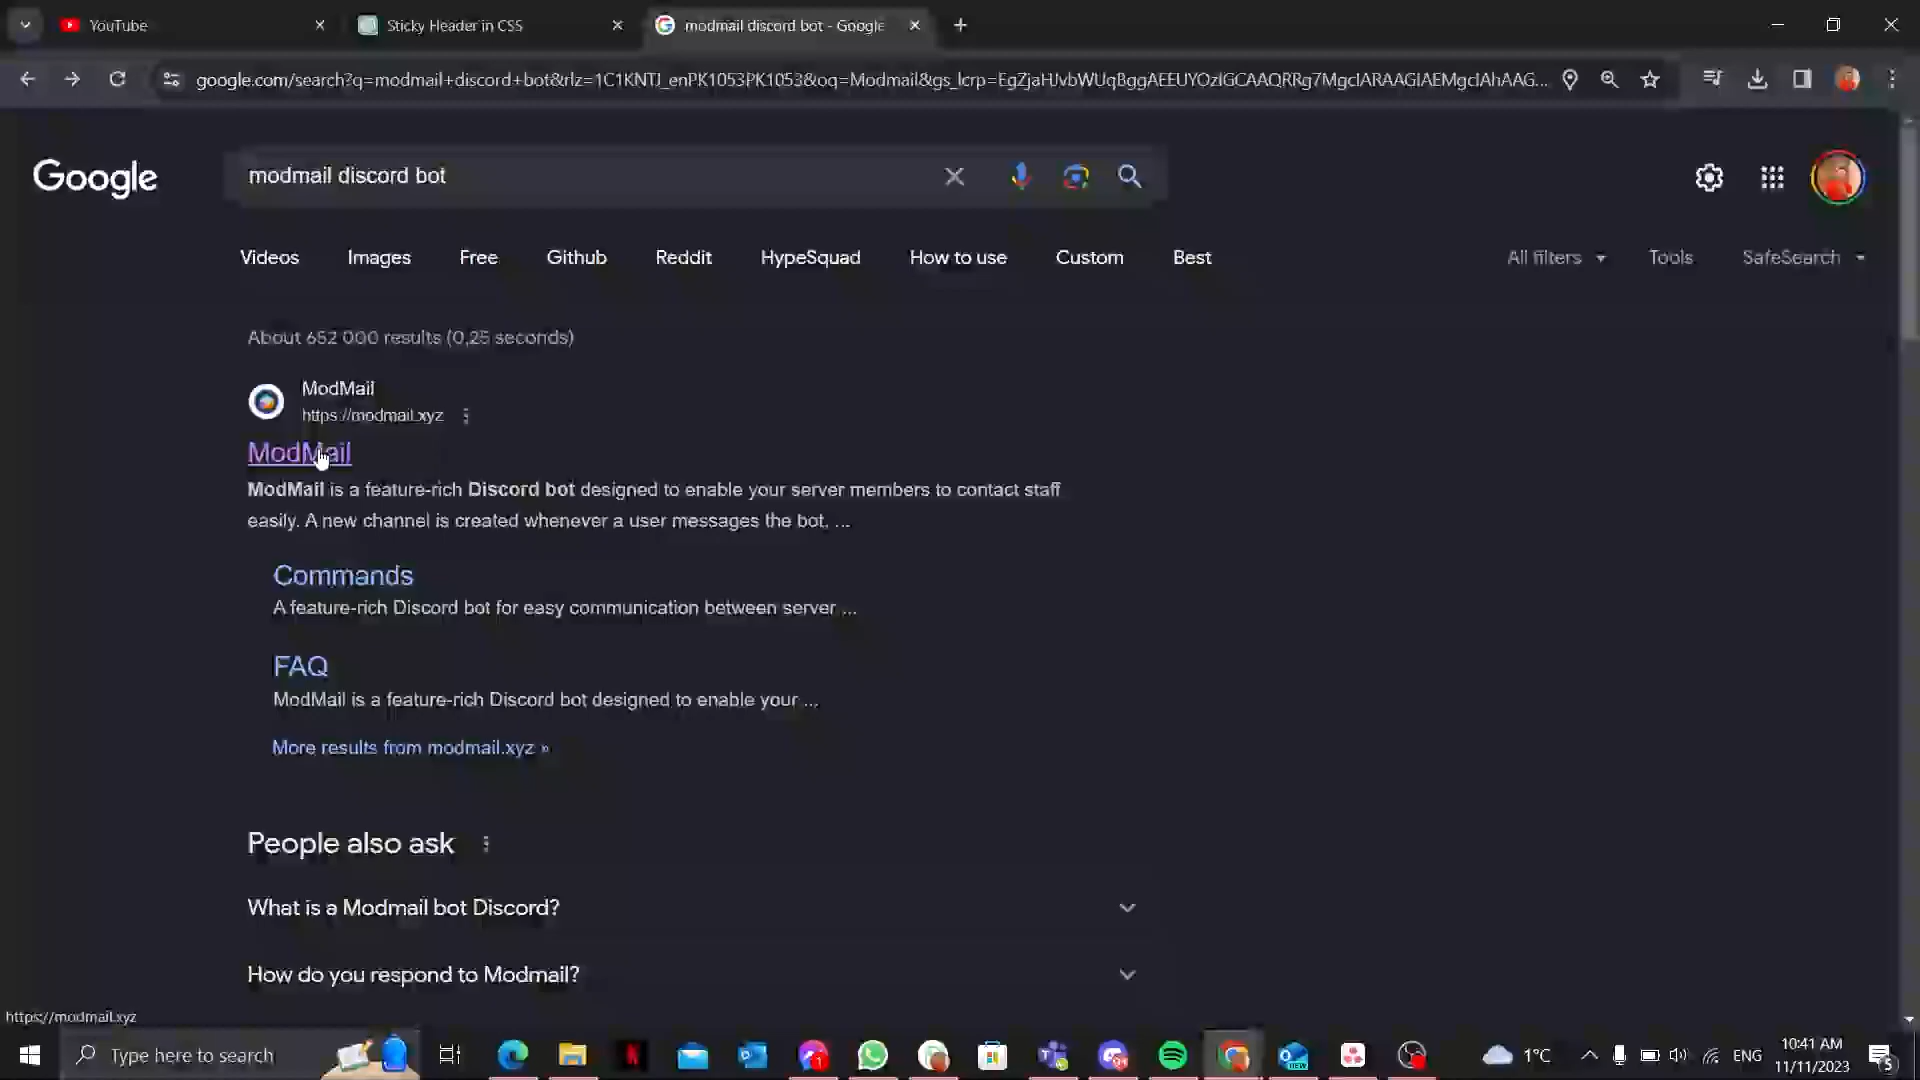 YouTube
Sticky Header in CSS
modmail discord bot - Google
google.com/search?q=modmail+discord+bot&rlz=1C1KNTJ_enPK1053PK1053&oq=Modmail&gs_lcrp=EgZjaHJvbWUqBggAEEUYOzIGCAAQRRg7MgcIARAAGIAEMgcIAhAAG...
Google
modmail discord bot
Videos Images Free Github Reddit HypeSquad How to use Custom Best All filters Tools SafeSearch
About 652 000 results (0,25 seconds)
ModMail
https://modmail.xyz
ModMail
ModMail is a feature-rich Discord bot designed to enable your server members to contact staff
easily. A new channel is created whenever a user messages the bot, ...
Commands
A feature-rich Discord bot for easy communication between server ...
FAQ
ModMail is a feature-rich Discord bot designed to enable your ...
More results from modmail.xyz »
People also ask
What is a Modmail bot Discord?
How do you respond to Modmail?
https://modmail.xyz
Type here to search
1°C
ENG
10:41 AM
11/11/2023
5